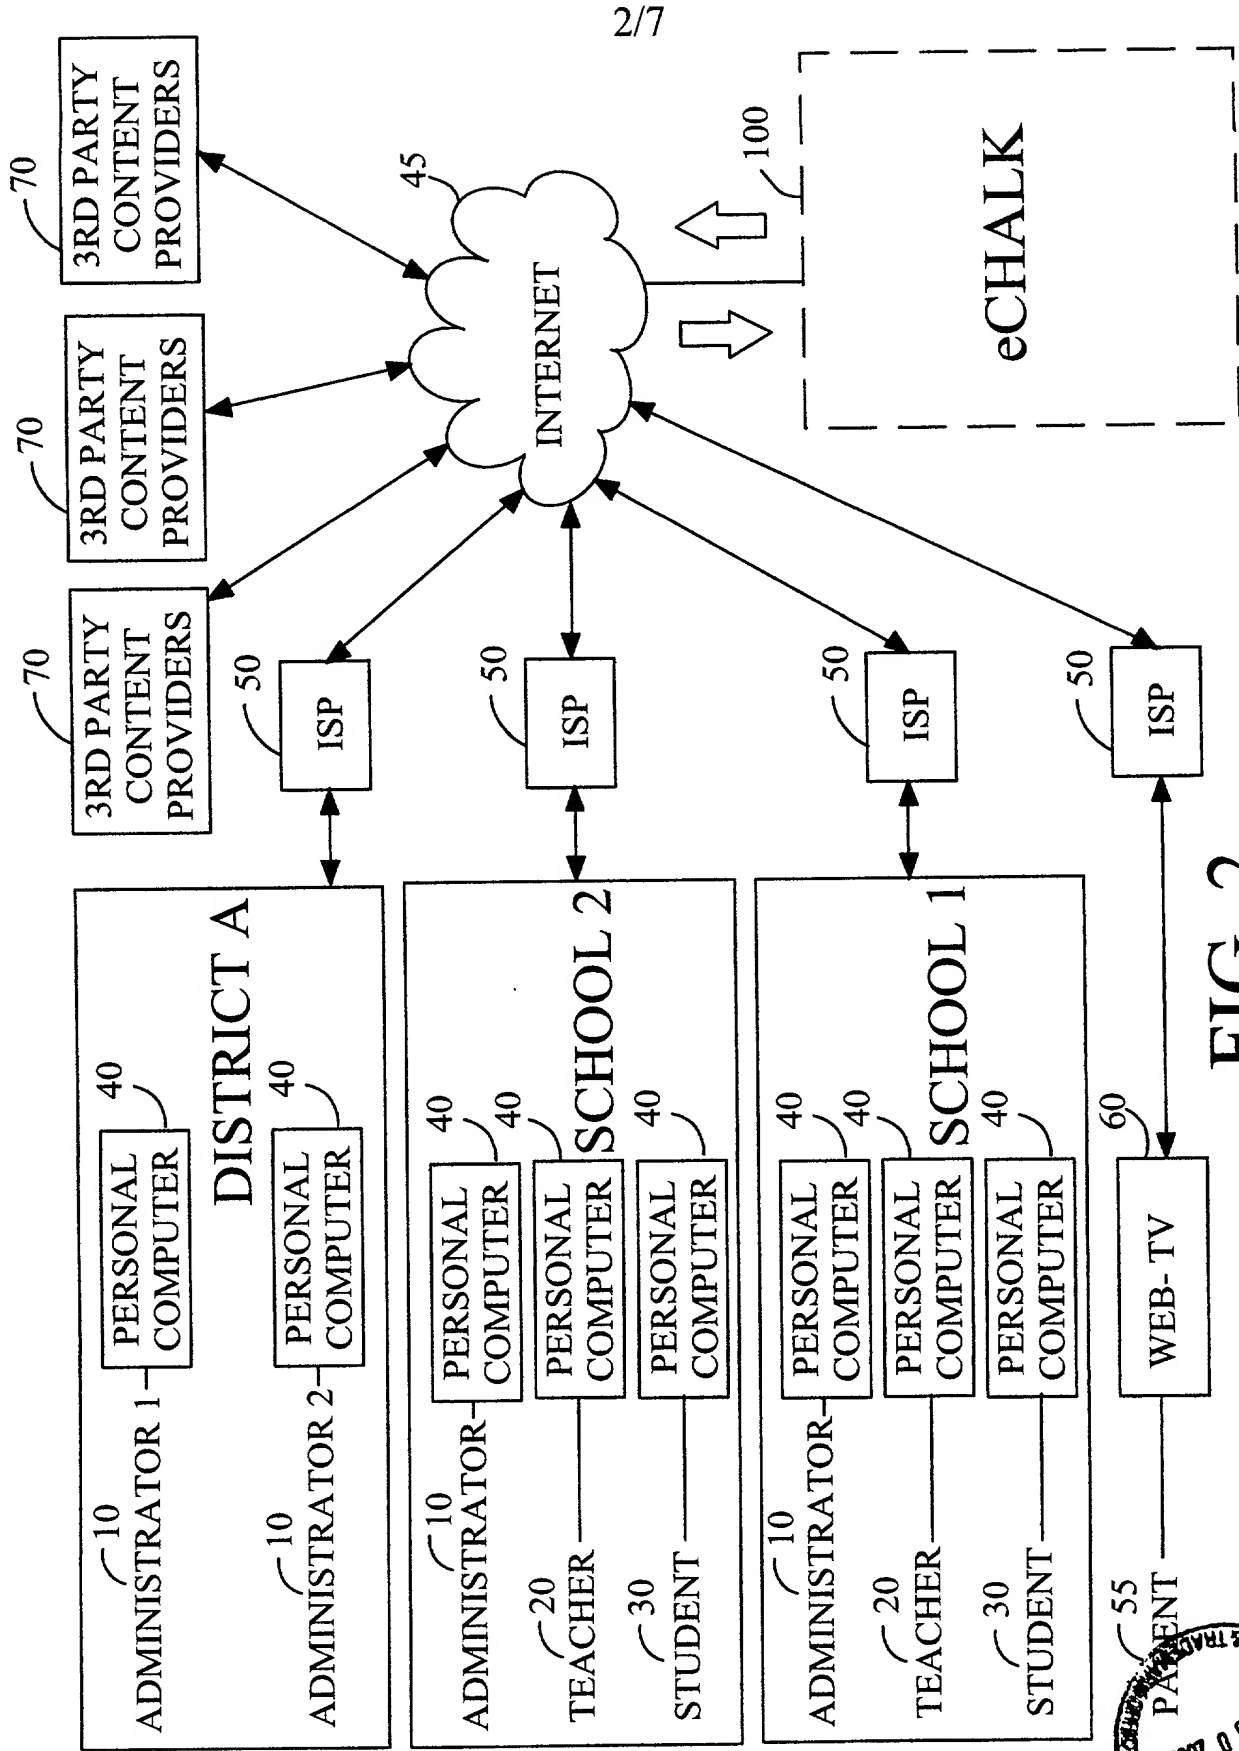 2/7
70
3RD PARTY
CONTENT
PROVIDERS
70
3RD PARTY
CONTENT
PROVIDERS
70
3RD PARTY
CONTENT
PROVIDERS
45
INTERNET
100
eCHALK
50
ISP
50
ISP
50
ISP
50
ISP
DISTRICT A
10
ADMINISTRATOR 1
40
PERSONAL
COMPUTER
10
ADMINISTRATOR 2
40
PERSONAL
COMPUTER
SCHOOL 2
10
ADMINISTRATOR
40
PERSONAL
COMPUTER
20
TEACHER
40
PERSONAL
COMPUTER
30
STUDENT
40
PERSONAL
COMPUTER
SCHOOL 1
10
ADMINISTRATOR
40
PERSONAL
COMPUTER
20
TEACHER
40
PERSONAL
COMPUTER
30
STUDENT
40
PERSONAL
COMPUTER
55
PARENT
60
WEB-TV
FIG. 2